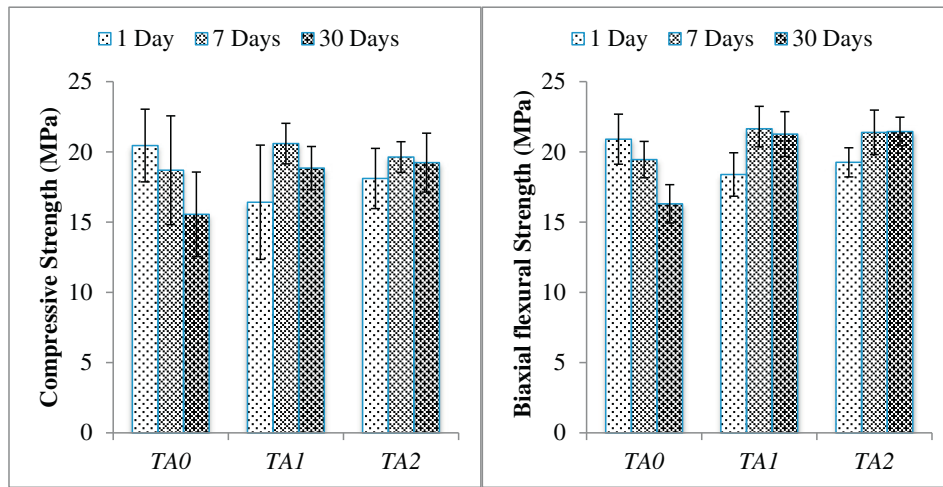 1 Day 7 Days 30 Days
Compressive Strength (MPa)
25
20
15
10
5
0
TA0 TA1 TA2
1 Day 7 Days 30 Days
Biaxial flexural Strength (MPa)
25
20
15
10
5
0
TA0 TA1 TA2